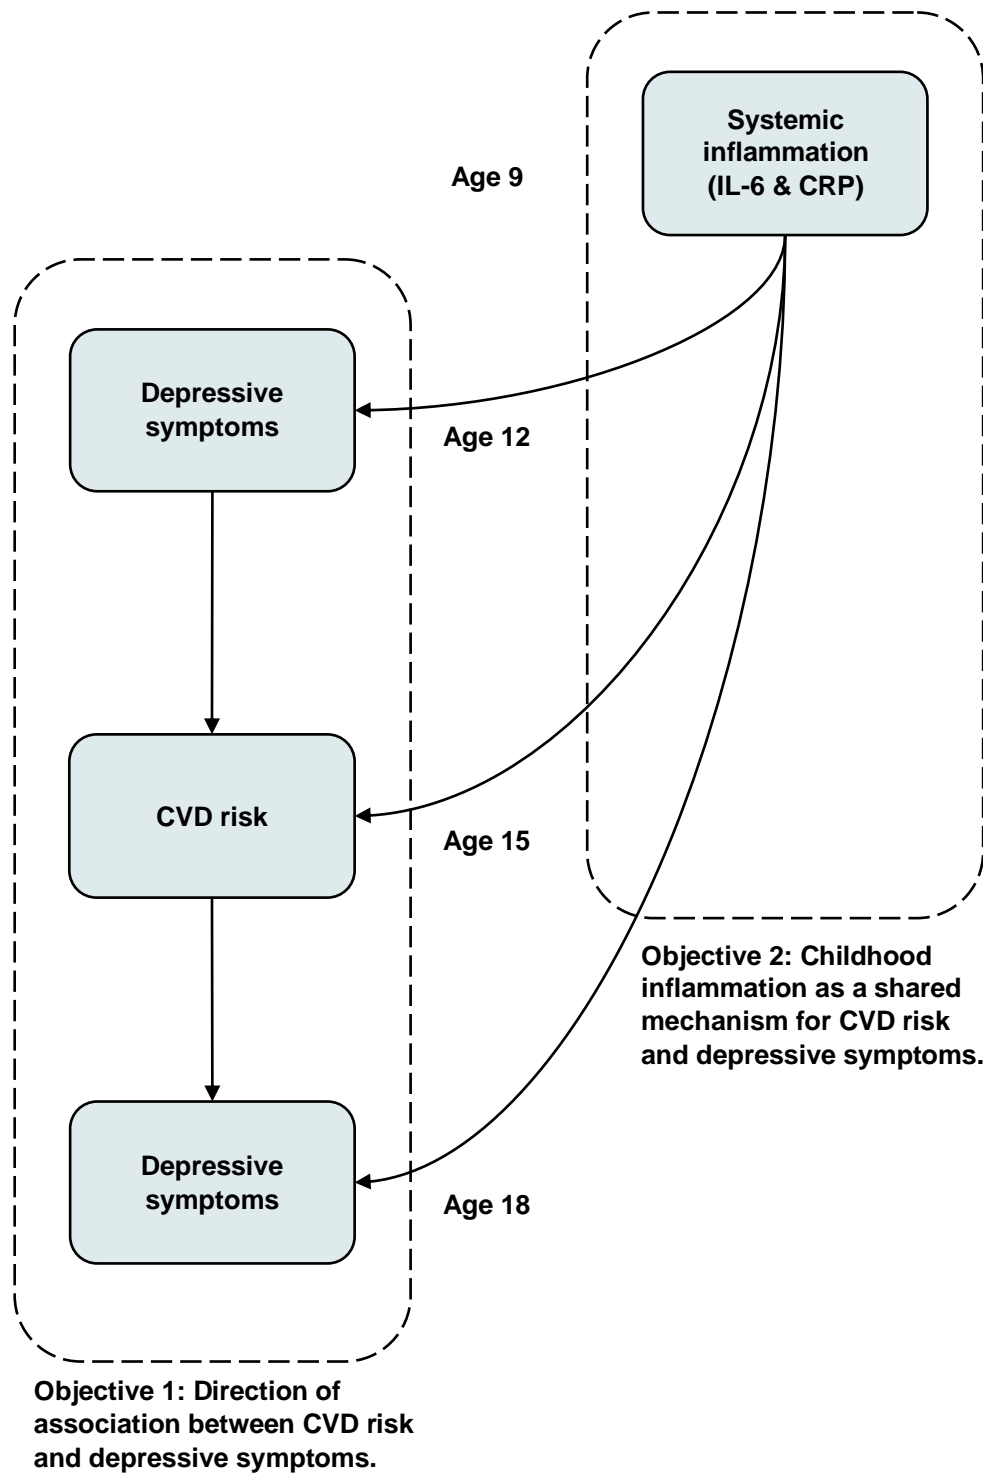 Systemic
inflammation
(IL-6 & CRP)
Age 9
Depressive
symptoms
Age 12
CVD risk
Age 15
Objective 2: Childhood
inflammation as a shared
mechanism for CVD risk
and depressive symptoms.
Depressive
symptoms
Age 18
Objective 1: Direction of
association between CVD risk
and depressive symptoms.